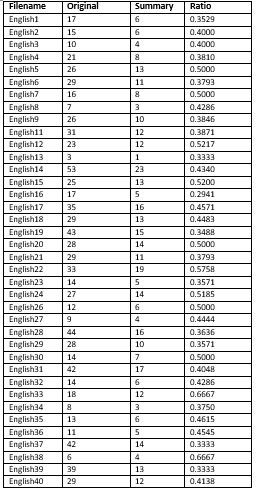 Filename Original Summary Ratio
English1 17 6 0.3529
English2 15 6 0.4000
English3 10 4 0.4000
English4 21 8 0.3810
English5 26 13 0.5000
English6 29 11 0.3793
English7 16 8 0.5000
English8 7 3 0.4286
English9 26 10 0.3846
English11 31 12 0.3871
English12 23 12 0.5217
English13 3 1 0.3333
English14 53 23 0.4340
English15 25 13 0.5200
English16 17 5 0.2941
English17 35 16 0.4571
English18 29 13 0.4483
English19 43 15 0.3488
English20 28 14 0.5000
English21 29 11 0.3793
English22 33 19 0.5758
English23 14 5 0.3571
English24 27 14 0.5185
English26 12 6 0.5000
English27 9 4 0.4444
English28 44 16 0.3636
English29 28 10 0.3571
English30 14 7 0.5000
English31 42 17 0.4048
English32 14 6 0.4286
English33 18 12 0.6667
English34 8 3 0.3750
English35 13 6 0.4615
English36 11 5 0.4545
English37 42 14 0.3333
English38 6 4 0.6667
English39 39 13 0.3333
English40 29 12 0.4138